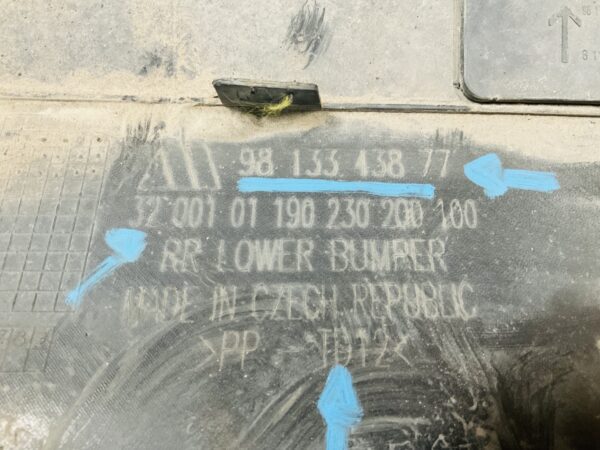 98 133 438 77
32 001 01 190 230 200 100
RR LOWER BUMPER
MADE IN CZECH REPUBLIC
>PP - TD12<